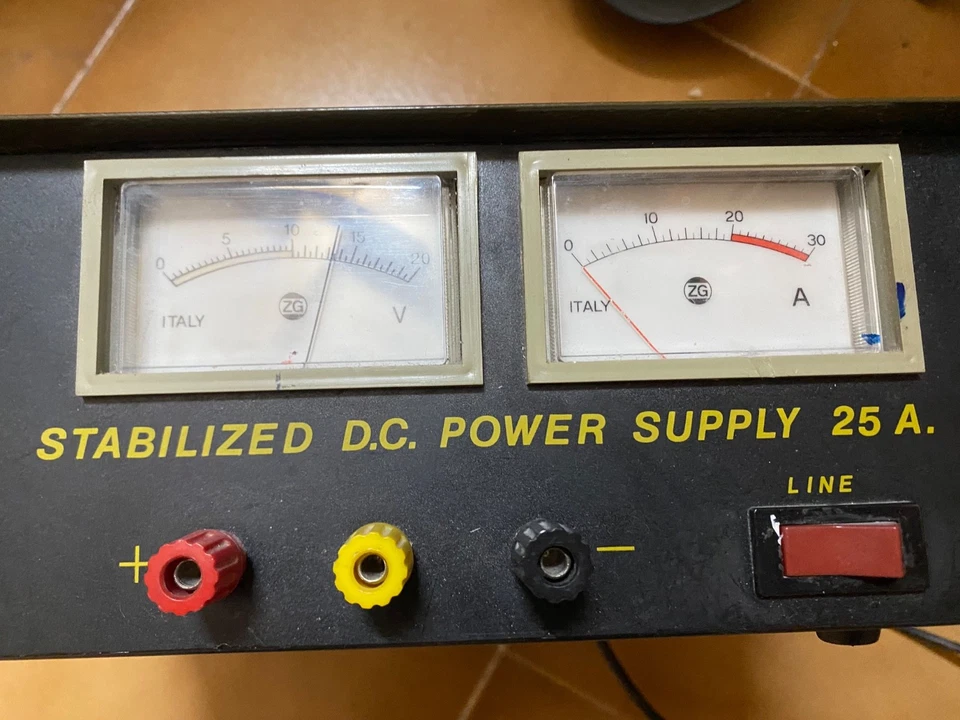 0 5 10 15 20
ZG
ITALY
V
0 10 20 30
ZG
ITALY
A
STABILIZED D.C. POWER SUPPLY 25 A.
LINE
+
−